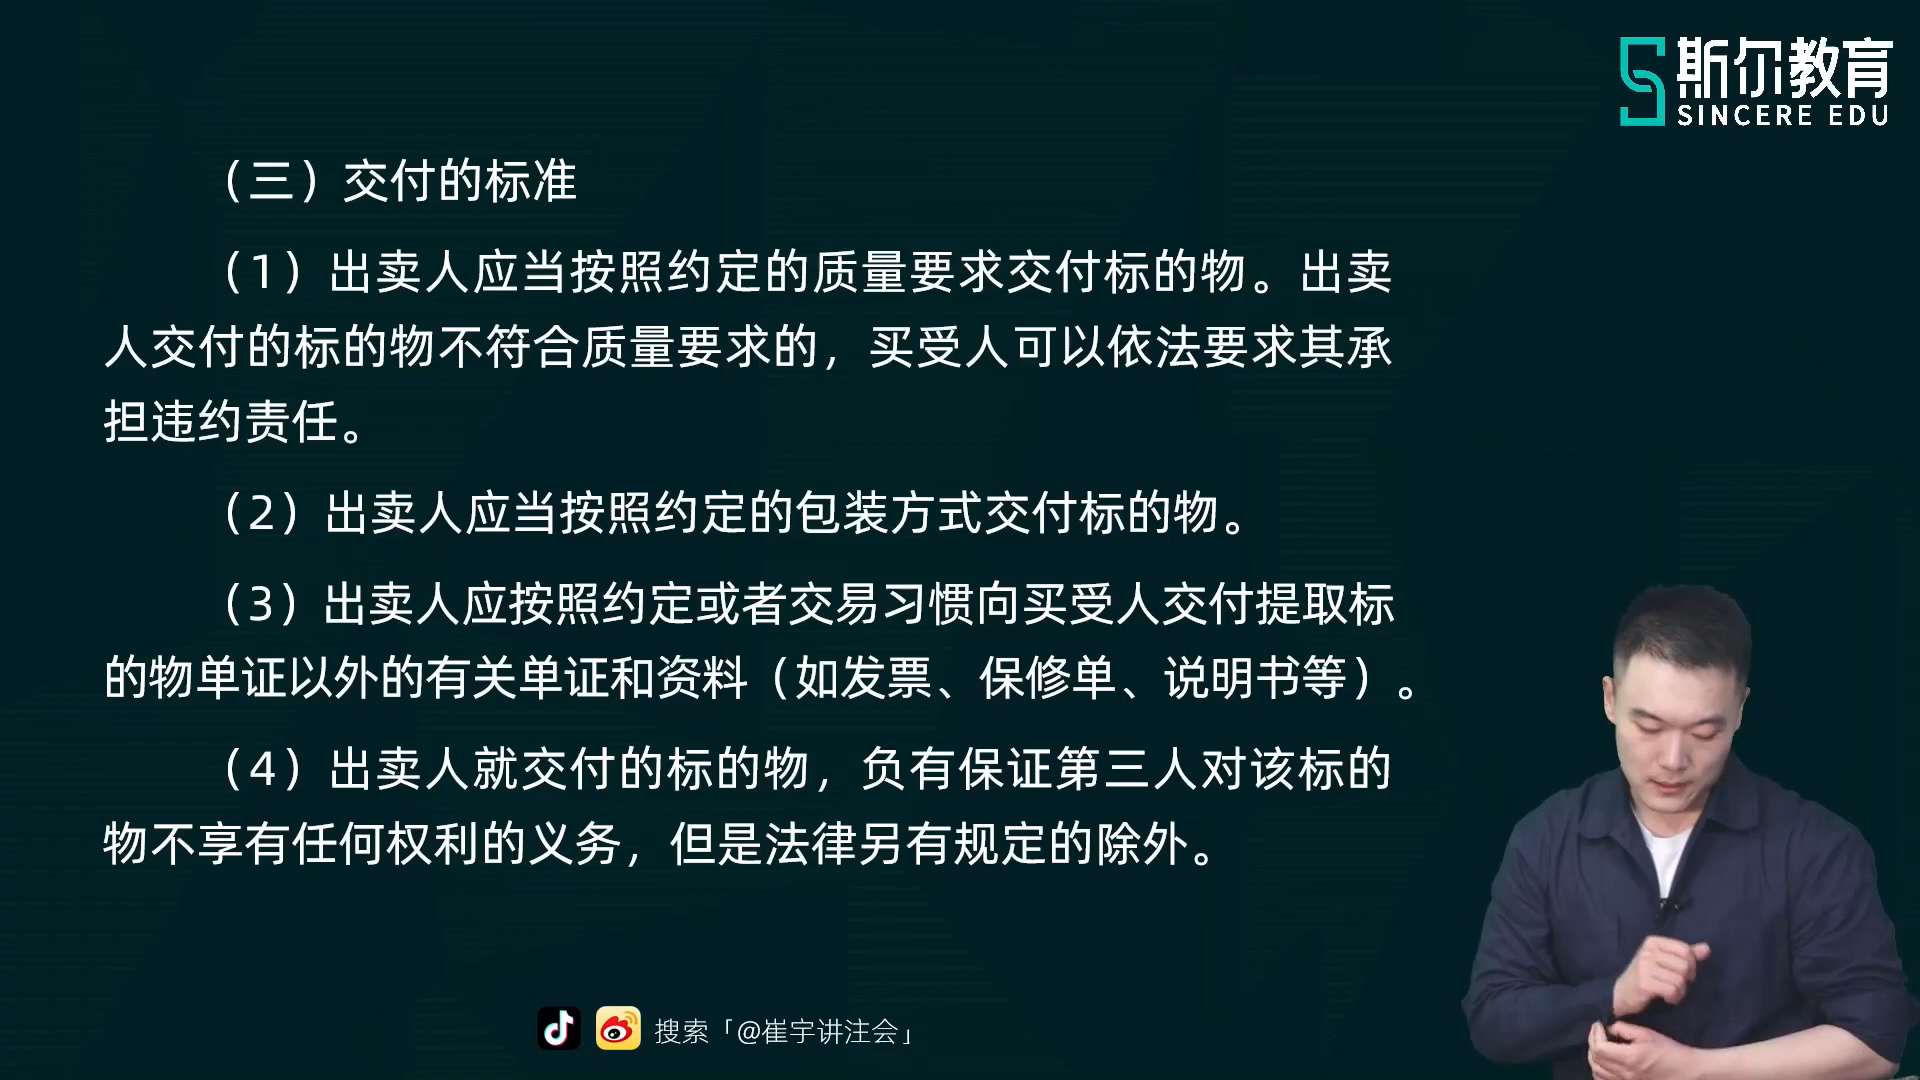 斯尔教育
SINCERE EDU
（三）交付的标准
（1）出卖人应当按照约定的质量要求交付标的物。出卖
人交付的标的物不符合质量要求的，买受人可以依法要求其承
担违约责任。
（2）出卖人应当按照约定的包装方式交付标的物。
（3）出卖人应按照约定或者交易习惯向买受人交付提取标
的物单证以外的有关单证和资料（如发票、保修单、说明书等）。
（4）出卖人就交付的标的物，负有保证第三人对该标的
物不享有任何权利的义务，但是法律另有规定的除外。
搜索「@崔宇讲注会」